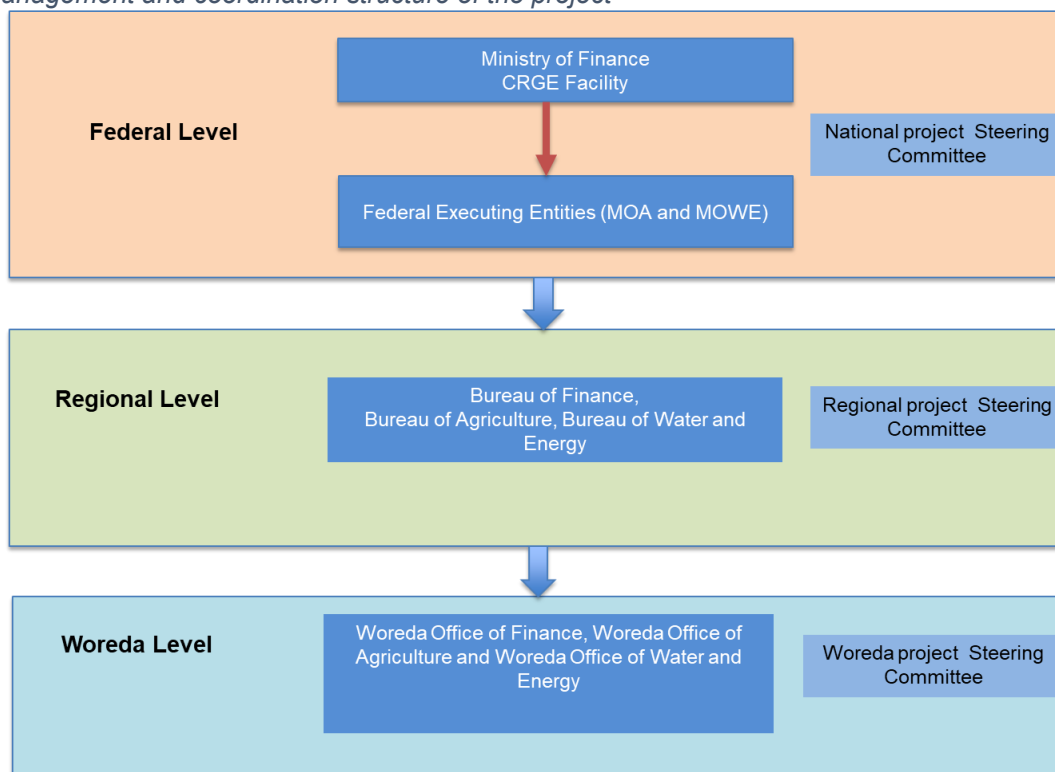 management and coordination structure of the project
Ministry of Finance
CRGE Facility
Federal Level
National project Steering
Committee
Federal Executing Entities (MOA and MOWE)
Regional Level
Bureau of Finance,
Bureau of Agriculture, Bureau of Water and
Energy
Regional project Steering
Committee
Woreda Level
Woreda Office of Finance, Woreda Office of
Agriculture and Woreda Office of Water and
Energy
Woreda project Steering
Committee